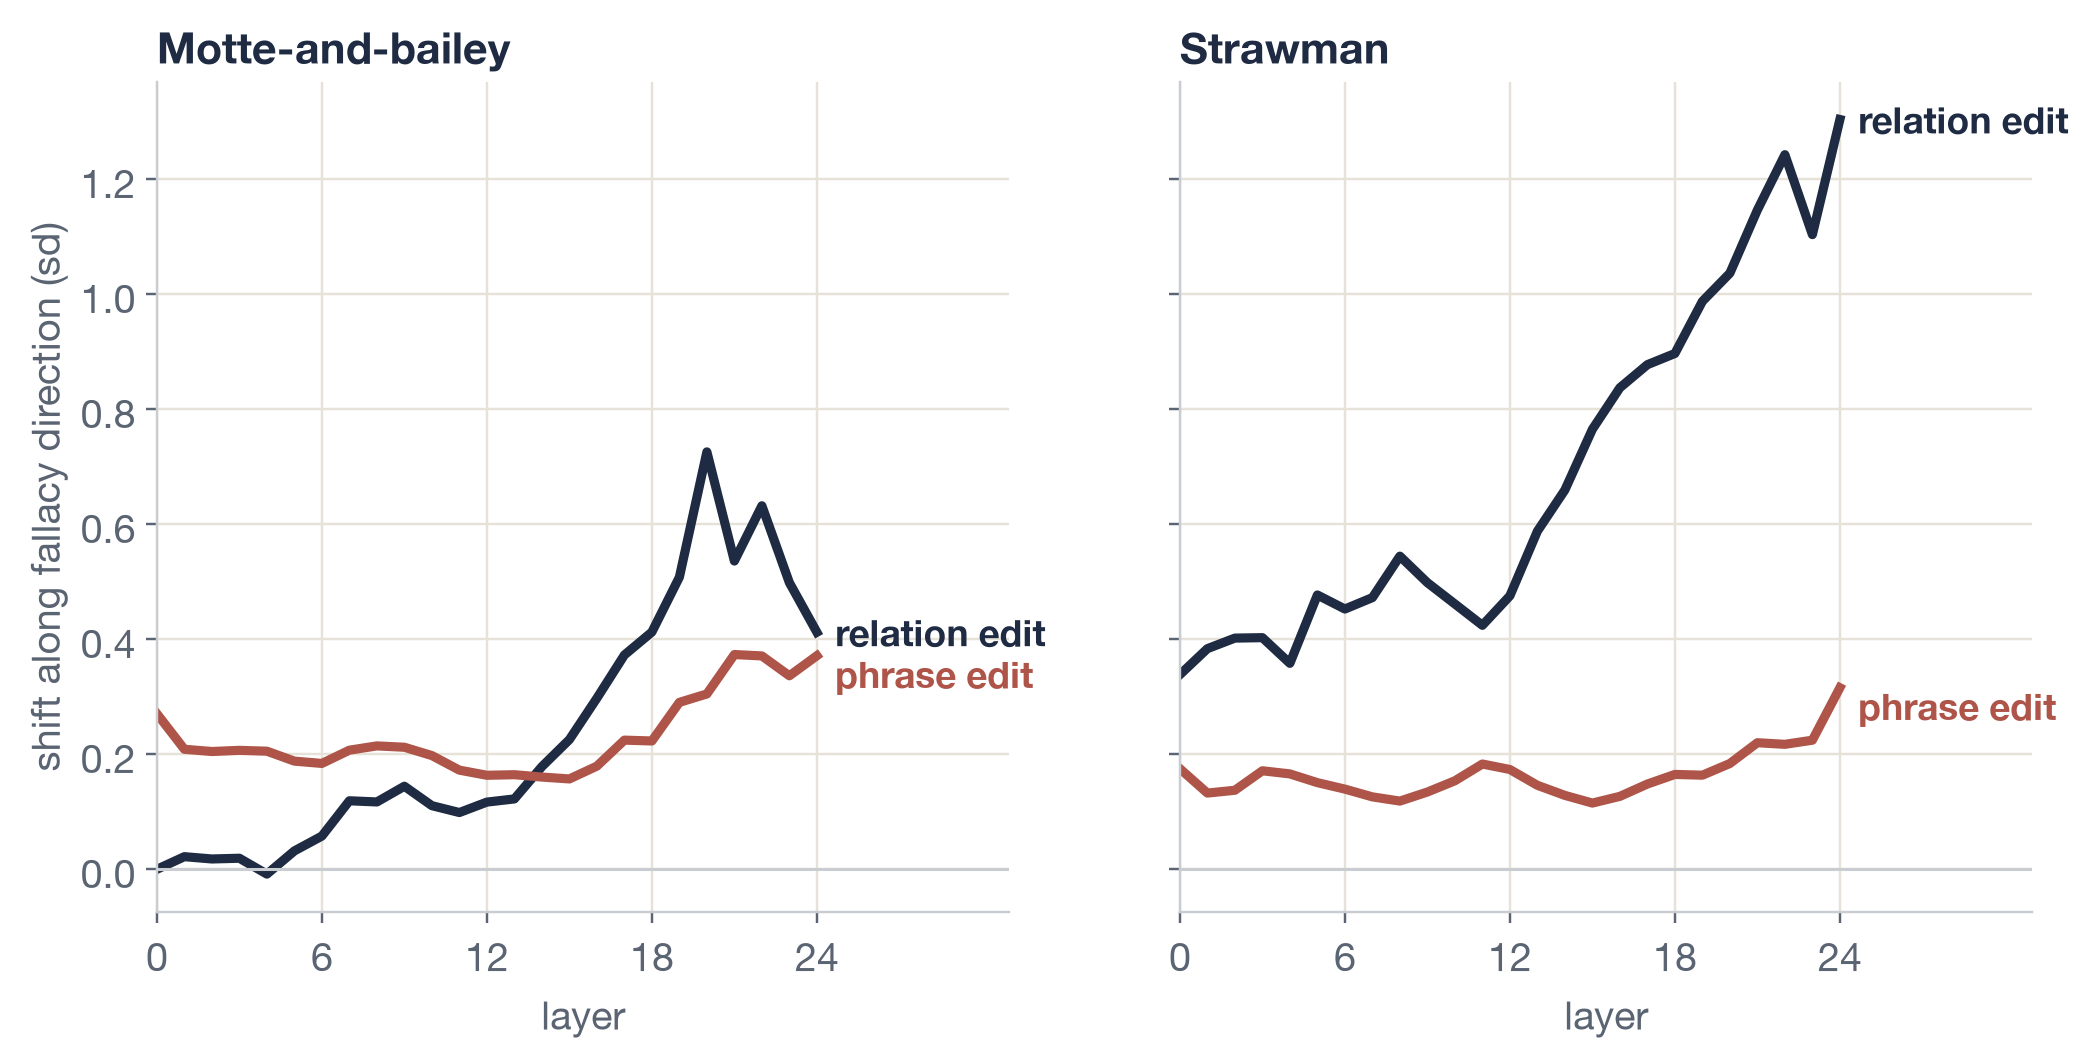 Motte-and-bailey
shift along fallacy direction (sd)
1.2
1.0
0.8
0.6
0.4
0.2
0.0
relation edit
phrase edit
0 6 12 18 24
layer
Strawman
relation edit
phrase edit
0 6 12 18 24
layer